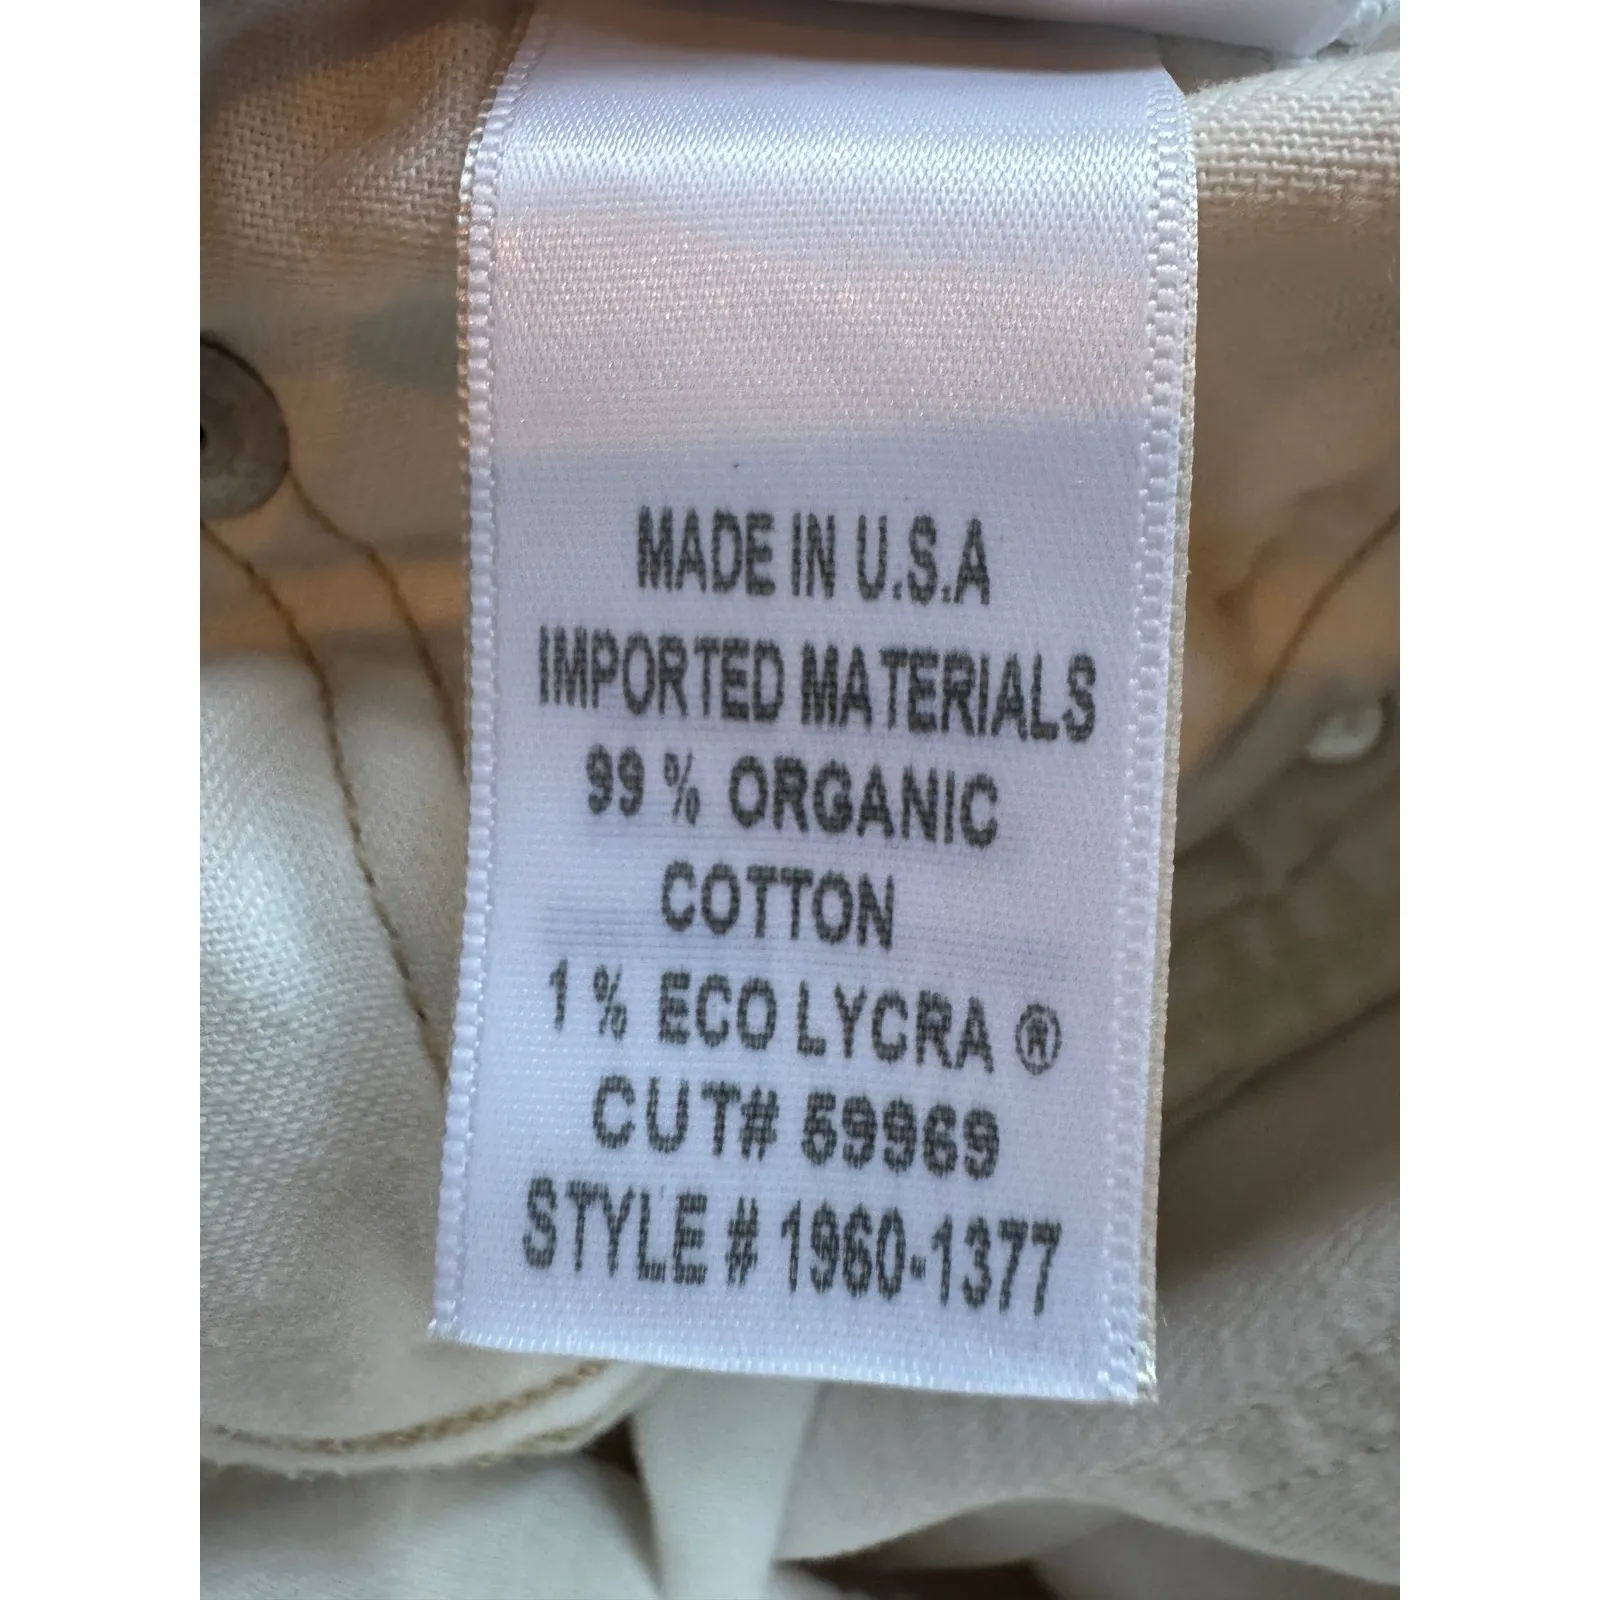 MADE IN U.S.A
IMPORTED MATERIALS
99 % ORGANIC
COTTON
1 % ECO LYCRA ®
CUT# 59969
STYLE # 1960-1377